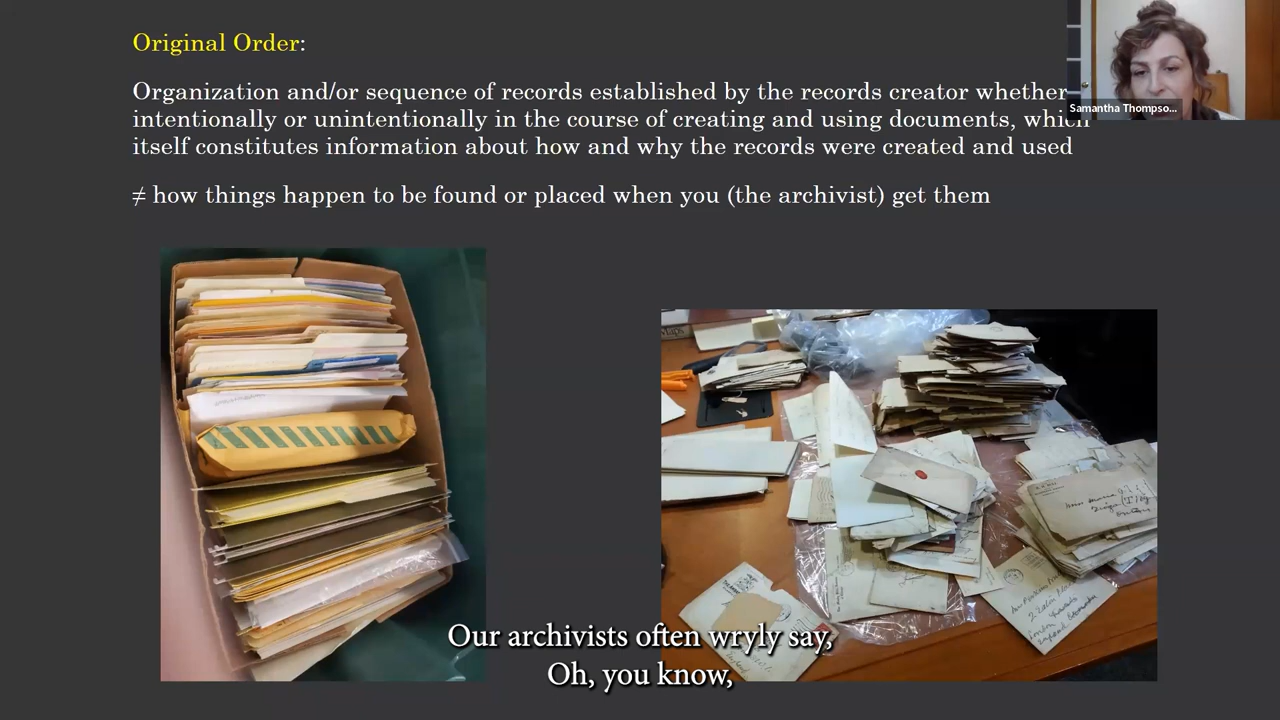 Original Order:
Organization and/or sequence of records established by the records creator whether
intentionally or unintentionally in the course of creating and using documents, which
itself constitutes information about how and why the records were created and used
≠ how things happen to be found or placed when you (the archivist) get them
Samantha Thompso...
Our archivists often wryly say,
Oh, you know,